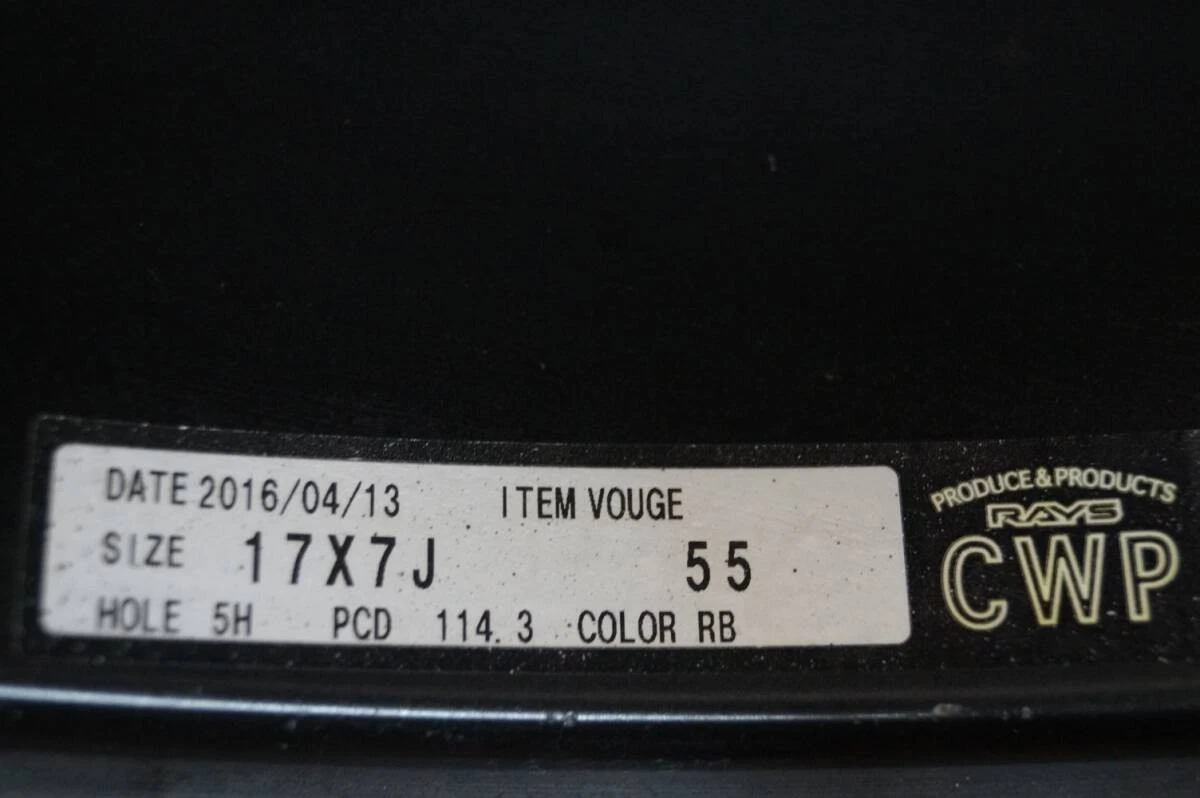 DATE 2016/04/13 ITEM VOUGE
SIZE 17X7J 55
HOLE 5H PCD 114.3 COLOR RB
PRODUCE & PRODUCTS
RAYS
CWP